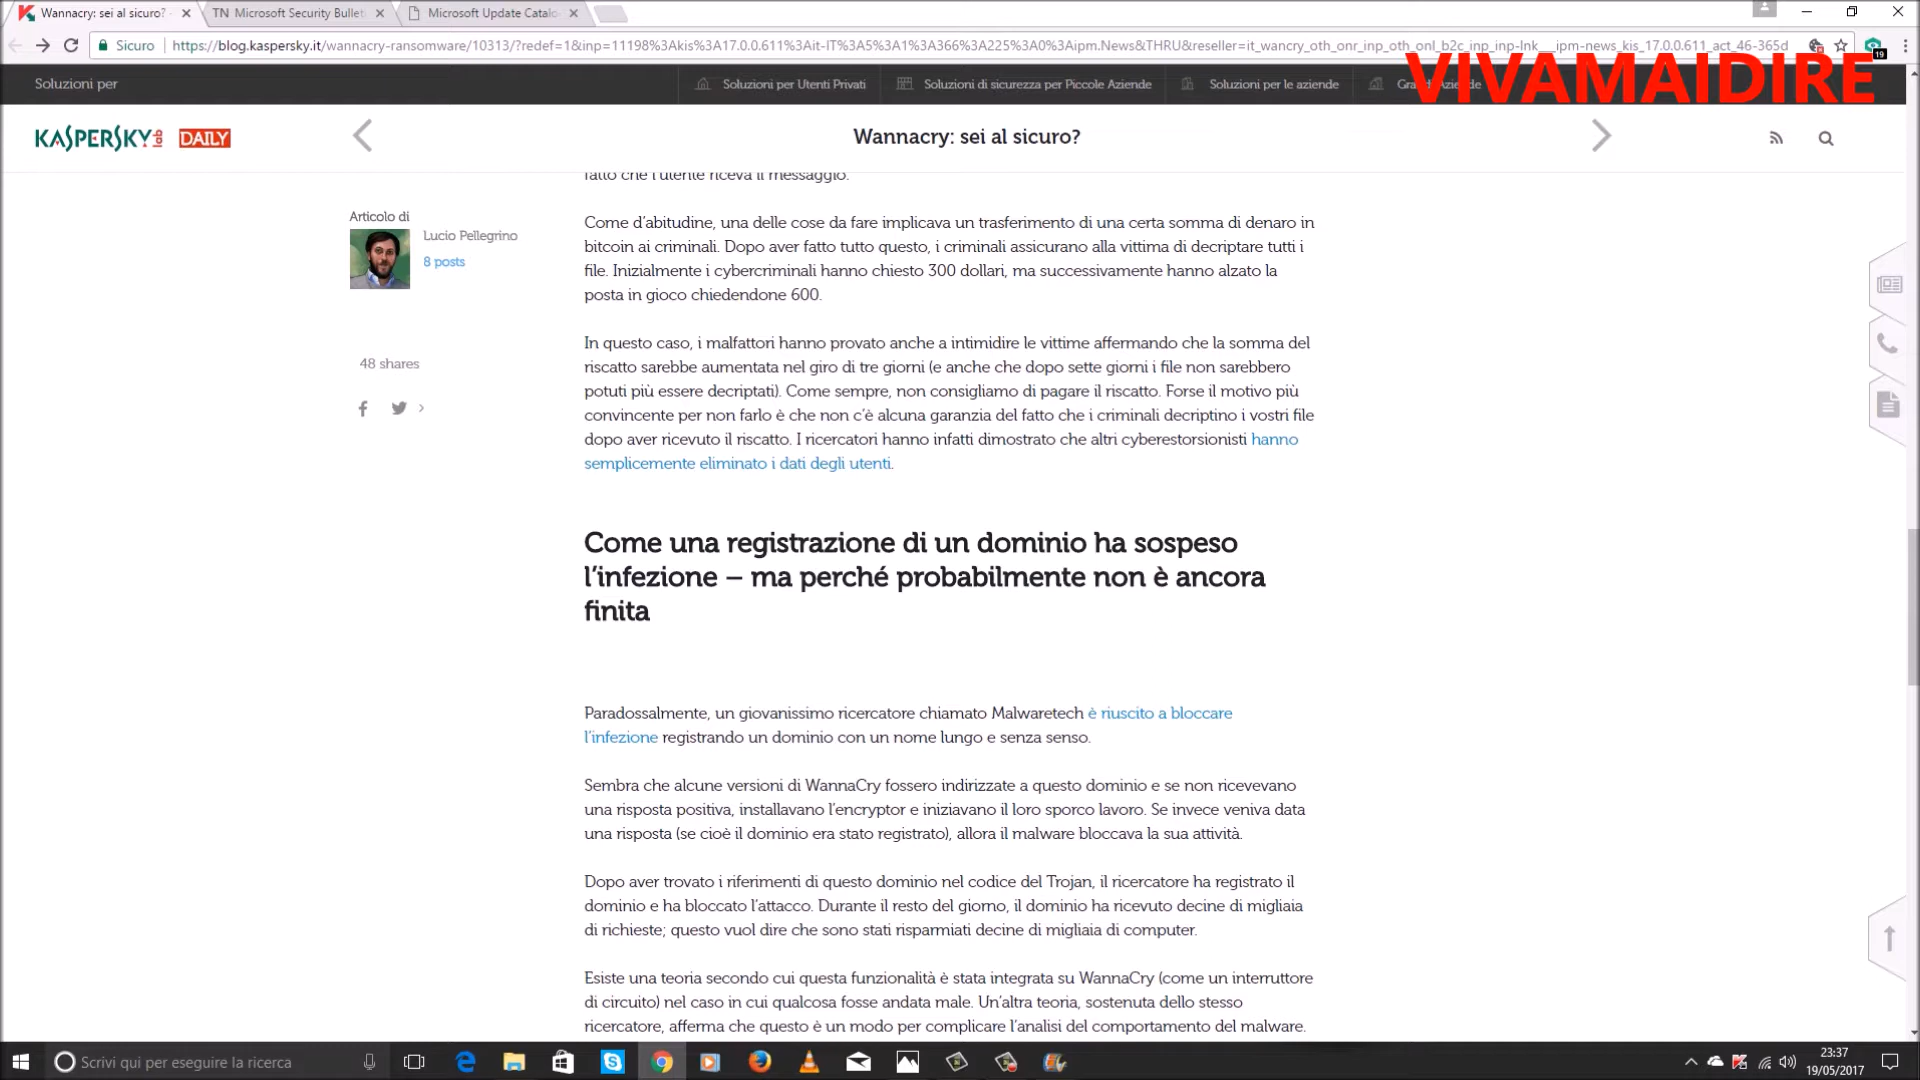 Wannacry: sei al sicuro?
TN Microsoft Security Bulleti
Microsoft Update Catalo
Sicuro
https://blog.kaspersky.it/wannacry-ransomware/10313/?redef=1&inp=11198%3Akis%3A17.0.0.611%3Ait-IT%3A5%3A1%3A366%3A225%3A0%3Aipm.News&THRU&reseller=it_wancry_oth_onr_inp_oth_onl_b2c_inp_inp-lnk__ipm-news_kis_17.0.0.611_act_46-365d
19
VIVAMAIDIRE
Soluzioni per
Soluzioni per Utenti Privati
Soluzioni di sicurezza per Piccole Aziende
Soluzioni per le aziende
KASPERSKY lab DAILY
Wannacry: sei al sicuro?
fatto che l'utente riceva il messaggio.
Articolo di
Lucio Pellegrino
8 posts
48 shares
Come d'abitudine, una delle cose da fare implicava un trasferimento di una certa somma di denaro in
bitcoin ai criminali. Dopo aver fatto tutto questo, i criminali assicurano alla vittima di decriptare tutti i
file. Inizialmente i cybercriminali hanno chiesto 300 dollari, ma successivamente hanno alzato la
posta in gioco chiedendone 600.
In questo caso, i malfattori hanno provato anche a intimidire le vittime affermando che la somma del
riscatto sarebbe aumentata nel giro di tre giorni (e anche che dopo sette giorni i file non sarebbero
potuti più essere decriptati). Come sempre, non consigliamo di pagare il riscatto. Forse il motivo più
convincente per non farlo è che non c'è alcuna garanzia del fatto che i criminali decriptino i vostri file
dopo aver ricevuto il riscatto. I ricercatori hanno infatti dimostrato che altri cyberestorsionisti hanno
semplicemente eliminato i dati degli utenti.
Come una registrazione di un dominio ha sospeso
l'infezione – ma perché probabilmente non è ancora
finita
Paradossalmente, un giovanissimo ricercatore chiamato Malwaretech è riuscito a bloccare
l'infezione registrando un dominio con un nome lungo e senza senso.
Sembra che alcune versioni di WannaCry fossero indirizzate a questo dominio e se non ricevevano
una risposta positiva, installavano l'encryptor e iniziavano il loro sporco lavoro. Se invece veniva data
una risposta (se cioè il dominio era stato registrato), allora il malware bloccava la sua attività.
Dopo aver trovato i riferimenti di questo dominio nel codice del Trojan, il ricercatore ha registrato il
dominio e ha bloccato l'attacco. Durante il resto del giorno, il dominio ha ricevuto decine di migliaia
di richieste; questo vuol dire che sono stati risparmiati decine di migliaia di computer.
Esiste una teoria secondo cui questa funzionalità è stata integrata su WannaCry (come un interruttore
di circuito) nel caso in cui qualcosa fosse andata male. Un'altra teoria, sostenuta dello stesso
ricercatore, afferma che questo è un modo per complicare l'analisi del comportamento del malware.
Scrivi qui per eseguire la ricerca
23:37
19/05/2017